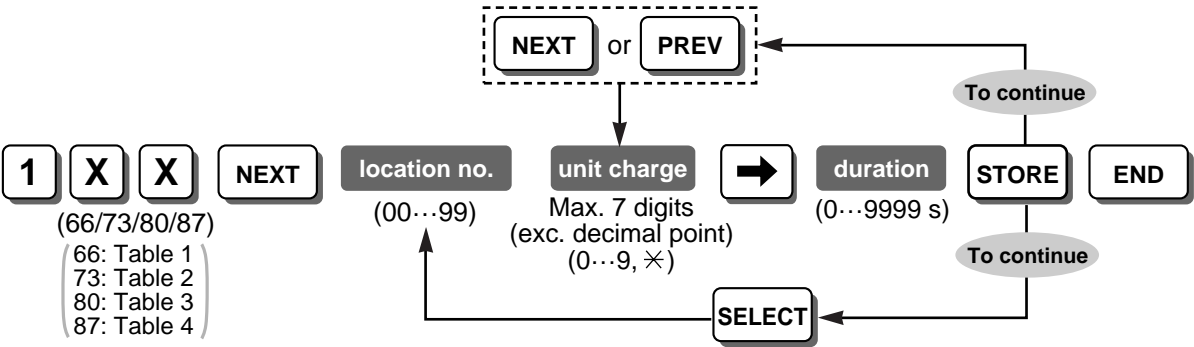 NEXT or PREV
To continue
1 X X NEXT location no. unit charge ➡ duration STORE END
(66/73/80/87) (00···99) Max. 7 digits (0···9999 s)
(exc. decimal point)
66: Table 1 (0···9, ✳) To continue
73: Table 2
80: Table 3
87: Table 4 SELECT